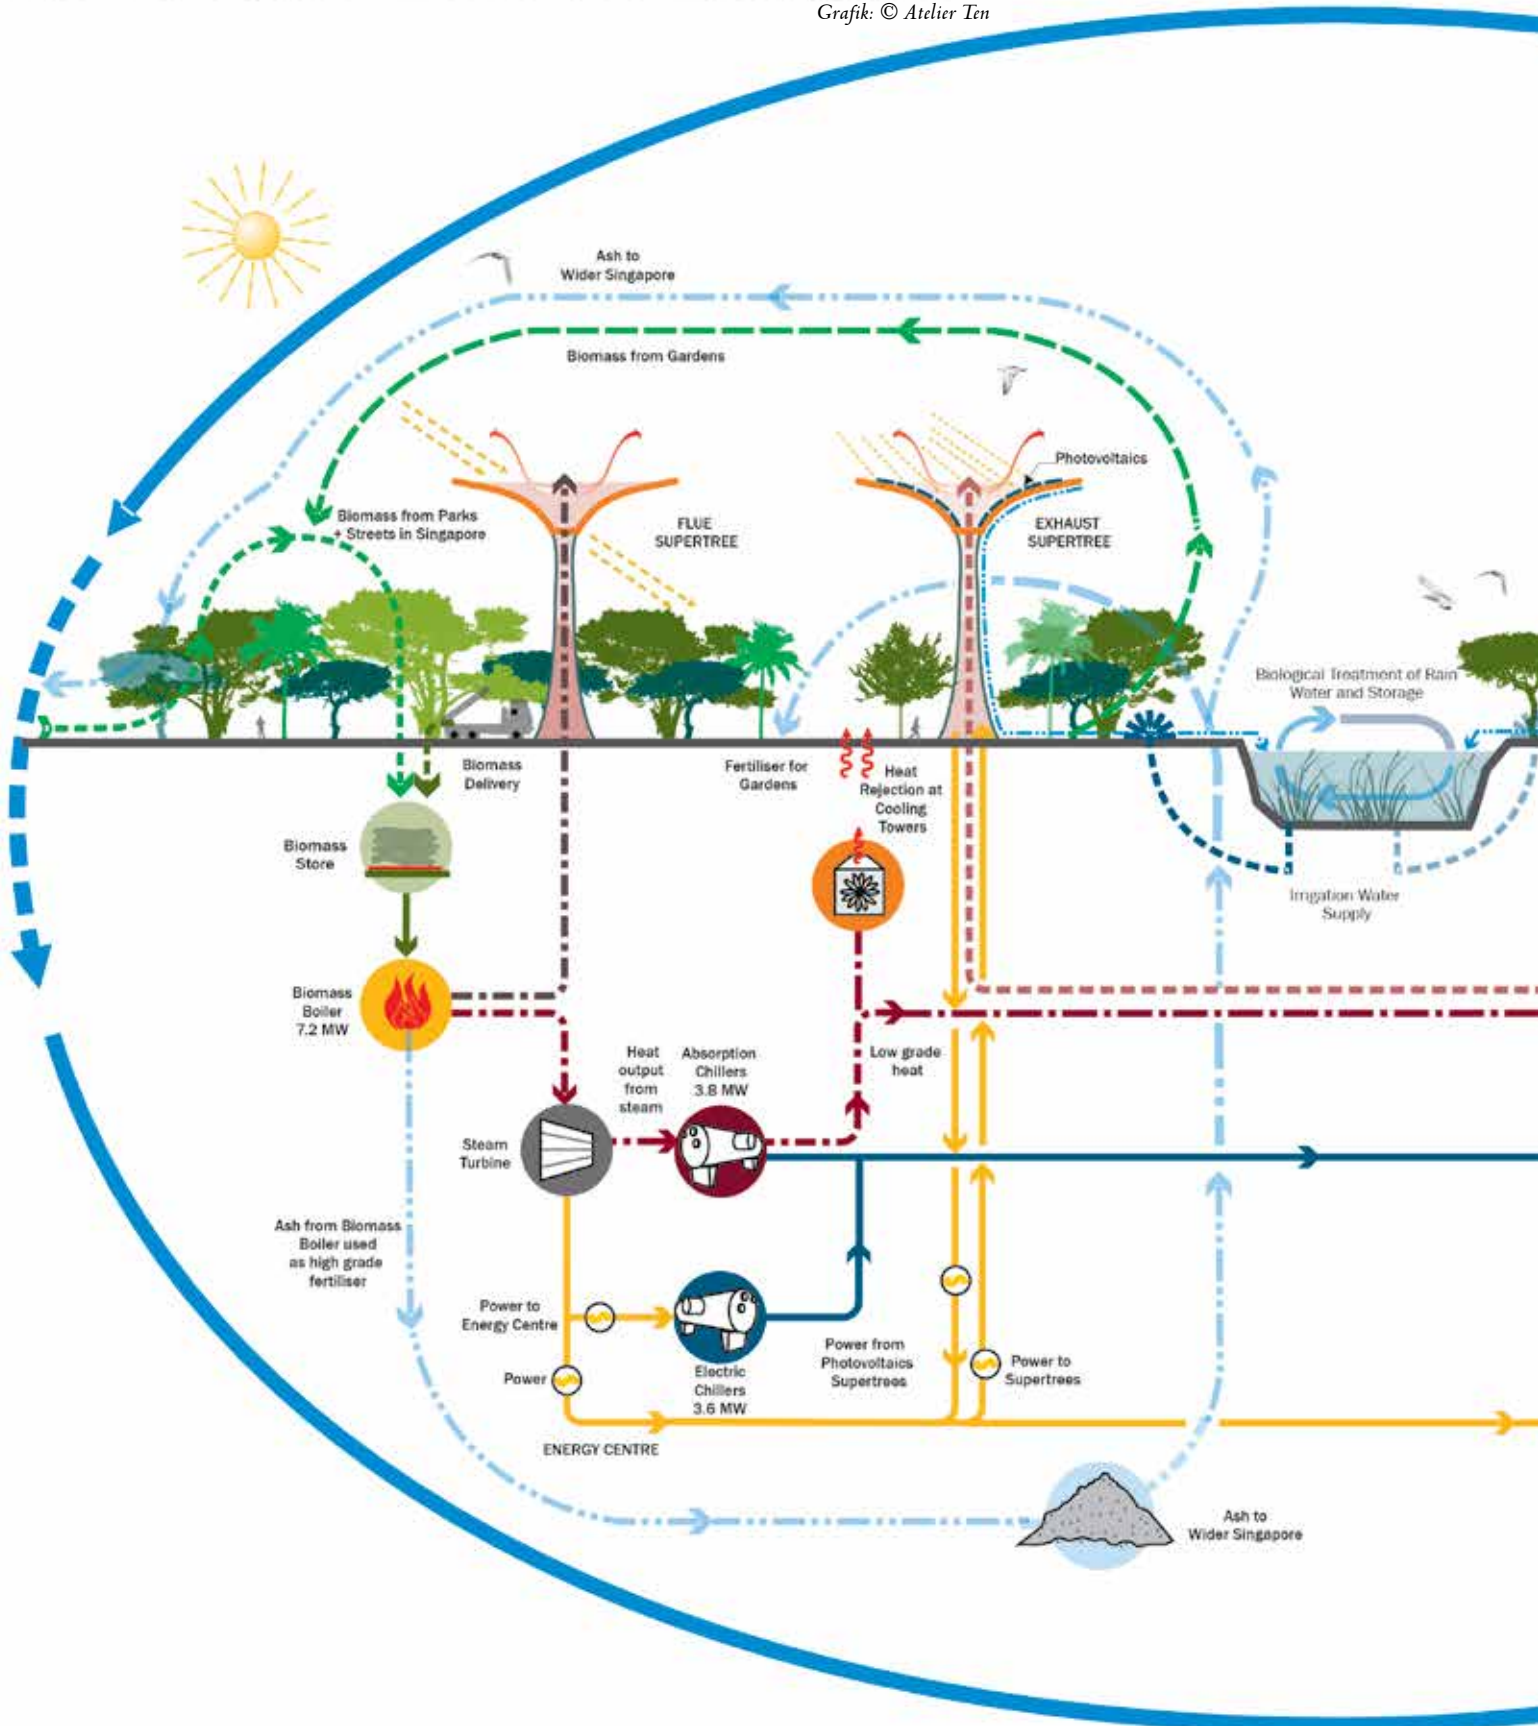 Grafik: © Atelier Ten
Ash to
Wider Singapore
Biomass from Gardens
Photovoltaics
Biomass from Parks
+ Streets in Singapore
FLUE
SUPERTREE
EXHAUST
SUPERTREE
Biological Treatment of Rain
Water and Storage
Biomass
Delivery
Fertiliser for
Gardens
Heat
Rejection at
Cooling
Towers
Biomass
Store
Irrigation Water
Supply
Biomass
Boiler
7.2 MW
Heat
output
from
steam
Absorption
Chillers
3.8 MW
Low grade
heat
Steam
Turbine
Ash from Biomass
Boiler used
as high grade
fertiliser
Power to
Energy Centre
Power
Electric
Chillers
3.6 MW
Power from
Photovoltaics
Supertrees
Power to
Supertrees
ENERGY CENTRE
Ash to
Wider Singapore